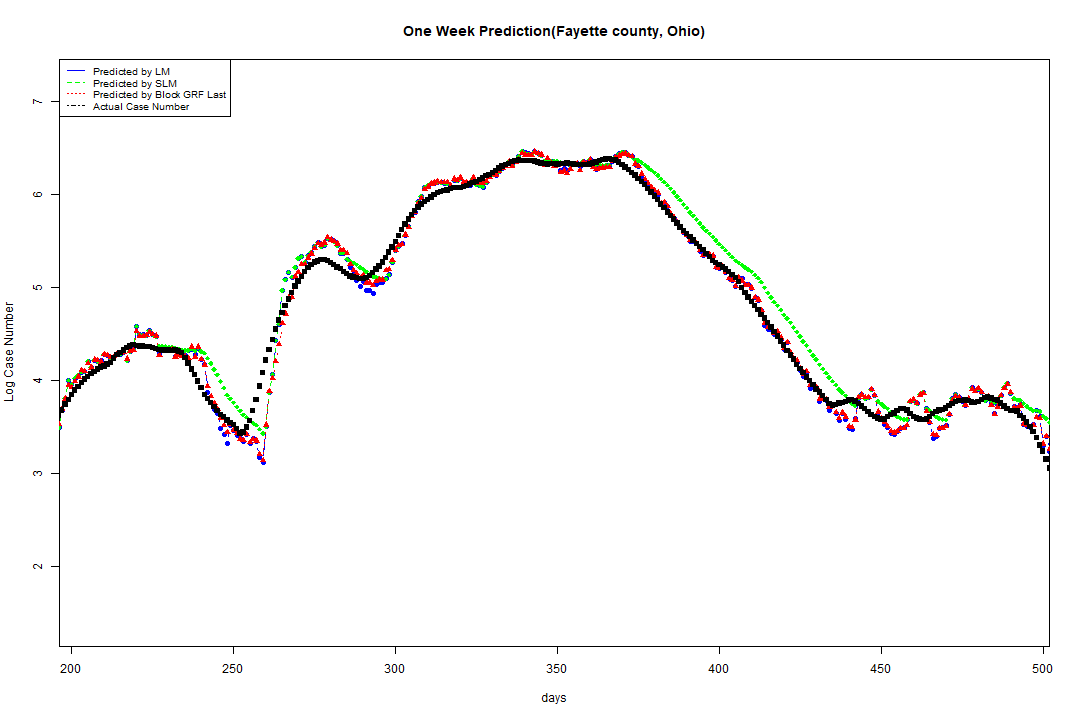 One Week Prediction(Fayette county, Ohio)
Predicted by LM
Predicted by SLM
Predicted by Block GRF Last
Actual Case Number
7
6
5
4
3
2
Log Case Number
200 250 300 350 400 450 500
days